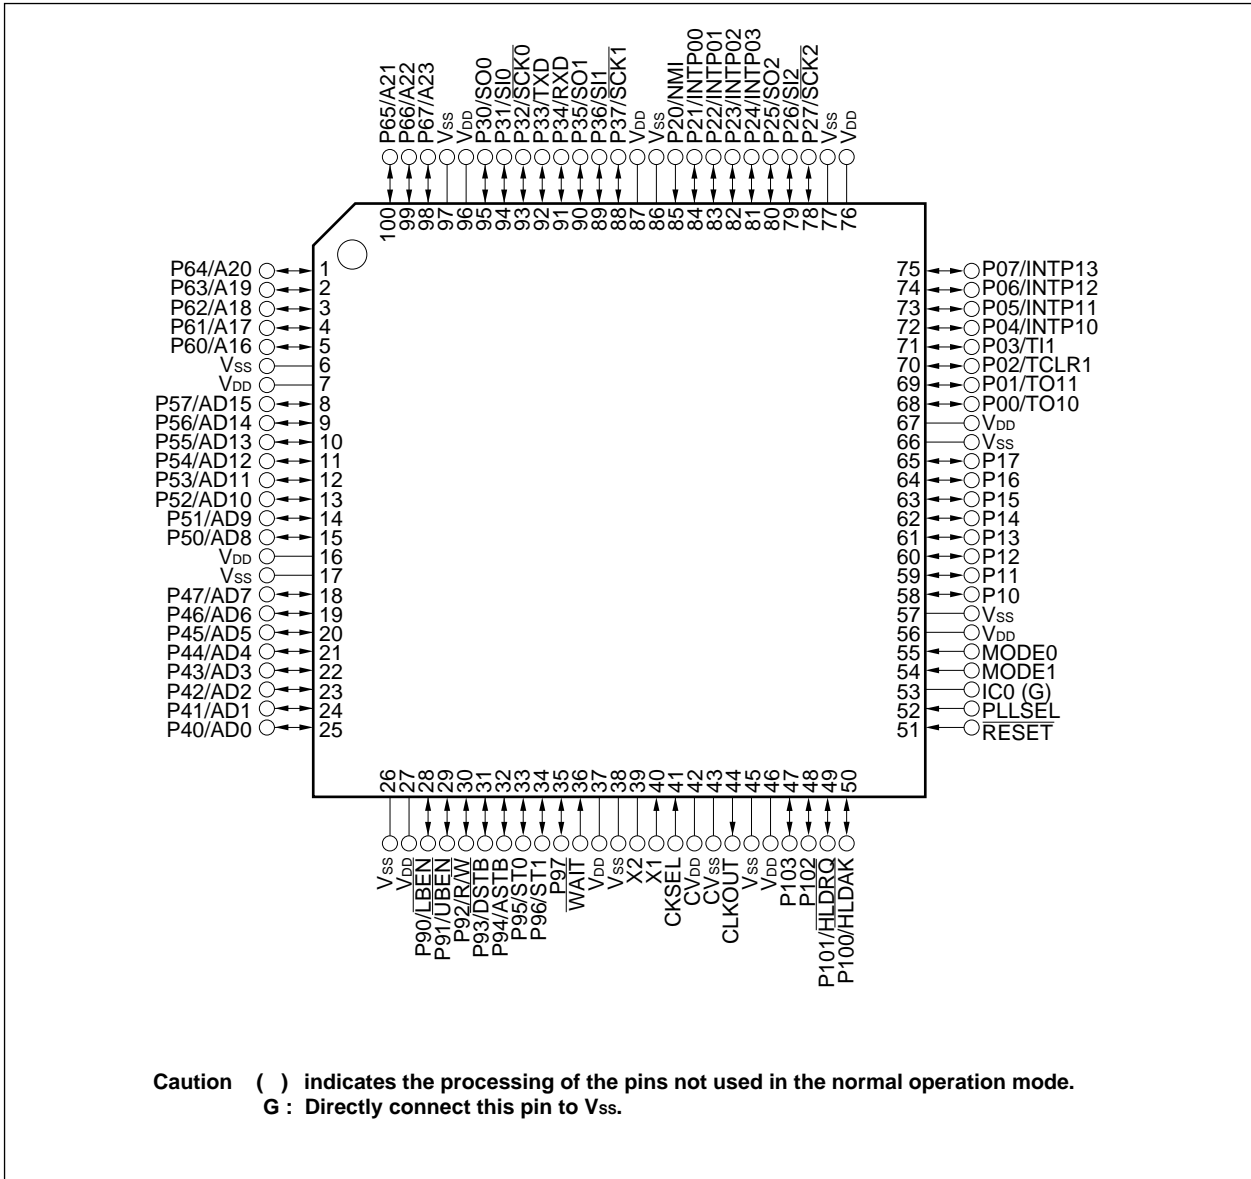 P65/A21
P66/A22
P67/A23
VSS
VDD
P30/SO0
P31/SI0
P32/SCK0
P33/TXD
P34/RXD
P35/SO1
P36/SI1
P37/SCK1
VDD
VSS
P20/NMI
P21/INTP00
P22/INTP01
P23/INTP02
P24/INTP03
P25/SO2
P26/SI2
P27/SCK2
VSS
VDD
100
99
98
97
96
95
94
93
92
91
90
89
88
87
86
85
84
83
82
81
80
79
78
77
76
P64/A20 1
P63/A19 2
P62/A18 3
P61/A17 4
P60/A16 5
VSS 6
VDD 7
P57/AD15 8
P56/AD14 9
P55/AD13 10
P54/AD12 11
P53/AD11 12
P52/AD10 13
P51/AD9 14
P50/AD8 15
VDD 16
VSS 17
P47/AD7 18
P46/AD6 19
P45/AD5 20
P44/AD4 21
P43/AD3 22
P42/AD2 23
P41/AD1 24
P40/AD0 25
75 P07/INTP13
74 P06/INTP12
73 P05/INTP11
72 P04/INTP10
71 P03/TI1
70 P02/TCLR1
69 P01/TO11
68 P00/TO10
67 VDD
66 VSS
65 P17
64 P16
63 P15
62 P14
61 P13
60 P12
59 P11
58 P10
57 VSS
56 VDD
55 MODE0
54 MODE1
53 IC0 (G)
52 PLLSEL
51 RESET
26
27
28
29
30
31
32
33
34
35
36
37
38
39
40
41
42
43
44
45
46
47
48
49
50
VSS
VDD
P90/LBEN
P91/UBEN
P92/R/W
P93/DSTB
P94/ASTB
P95/ST0
P96/ST1
P97
WAIT
VDD
VSS
X2
X1
CKSEL
CVDD
CVSS
CLKOUT
VSS
VDD
P103
P102
P101/HLDRQ
P100/HLDAK
Caution ( ) indicates the processing of the pins not used in the normal operation mode.
G : Directly connect this pin to VSS.